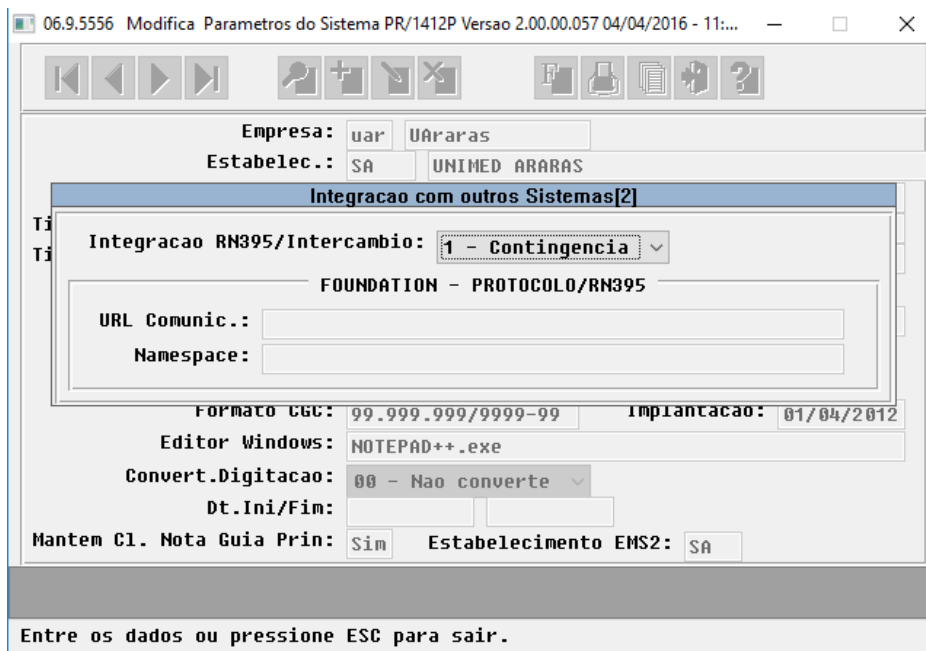 06.9.5556 Modifica Parametros do Sistema PR/1412P Versao 2.00.00.057 04/04/2016 - 11:...
Empresa: uar UAraras
Estabelec.: SA UNIMED ARARAS
Integracao com outros Sistemas[2]
Ti
Integracao RN395/Intercambio: 1 - Contingencia
Ti
FOUNDATION - PROTOCOLO/RN395
URL Comunic.:
Namespace:
Formato CGC: 99.999.999/9999-99 Implantacao: 01/04/2012
Editor Windows: NOTEPAD++.exe
Convert.Digitacao: 00 - Nao converte
Dt.Ini/Fim:
Mantem Cl. Nota Guia Prin: Sim Estabelecimento EMS2: SA
Entre os dados ou pressione ESC para sair.